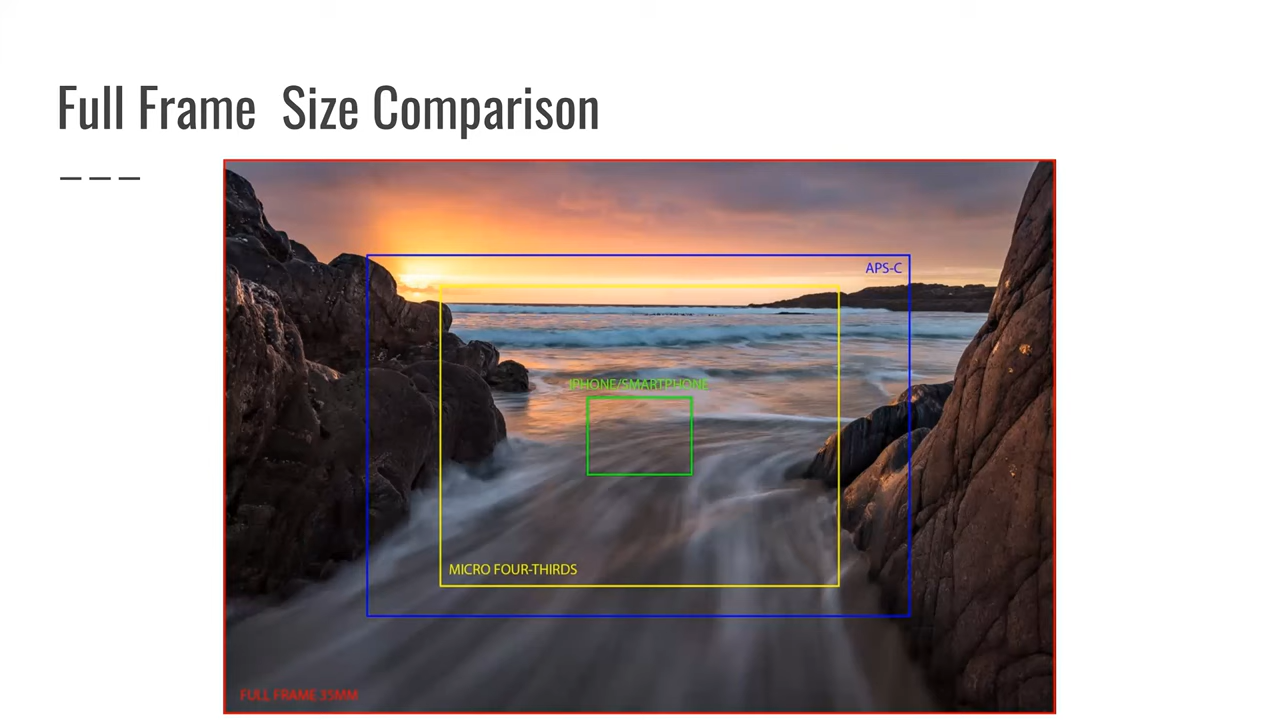 Full Frame  Size Comparison
APS-C
IPHONE/SMARTPHONE
MICRO FOUR-THIRDS
FULL FRAME 35MM